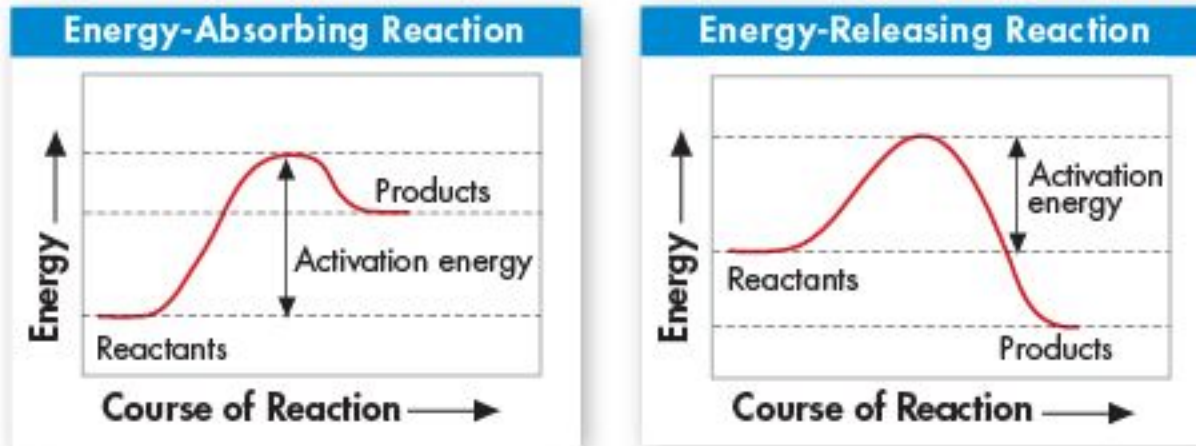 Energy-Absorbing Reaction
Energy
Products
Activation energy
Reactants
Course of Reaction
Energy-Releasing Reaction
Energy
Activation
energy
Reactants
Products
Course of Reaction